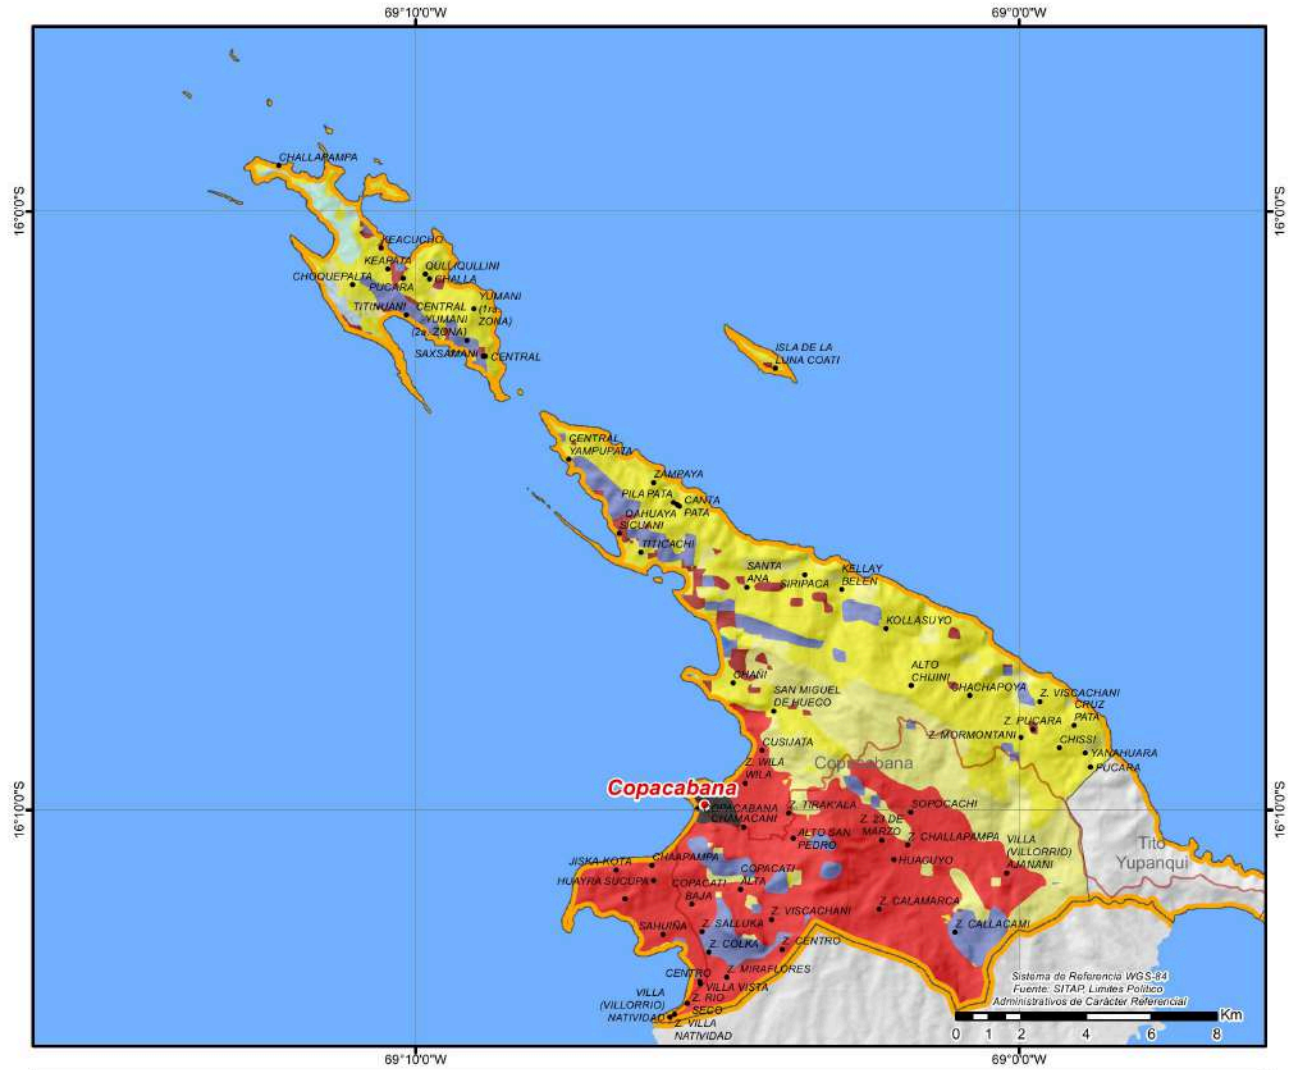 69°10'0"W
69°0'0"W
16°0'0"S
16°0'0"S
CHALLAPAMPA
KEACUCHO
KEAPATA
QULLIQULLINI
CHOQUEPALTA
PUCARA
CHALLA
TITINUANI
CENTRAL
YUMANI
(1ra.
ZONA)
YUMANI
(2a. ZONA)
SAXSAMANI
CENTRAL
ISLA DE LA
LUNA COATI
CENTRAL
YAMPUPATA
ZAMPAYA
PILA PATA
CANTA
PATA
QAHUAYA
SICUANI
TITICACHI
SANTA
ANA
SIRIPACA
KELLAY
BELEN
KOLLASUYO
CHAÑI
ALTO
CHIJINI
CHACHAPOYA
SAN MIGUEL
DE HUECO
Z. VISCACHANI
CRUZ
PATA
Z. PUCARA
Z. MORMONTANI
CHISSI
YANAHUARA
PUCARA
CUSIJATA
Z. WILA
WILA
Copacabana
Copacabana
16°10'0"S
16°10'0"S
COPACABANA
CHAMACANI
Z. TIRAK'ALA
SOPOCACHI
Z. 23 DE
MARZO
Z. CHALLAPAMPA
ALTO SAN
PEDRO
VILLA
(VILLORRIO)
AJANANI
Tito
Yupanqui
HUAGUYO
JISKA-KOTA
CHAAPAMPA
HUAYRA SUCUPA
COPACATI
BAJA
COPACATI
ALTA
Z. CALAMARCA
Z. VISCACHANI
SAHUIÑA
Z. SALLUKA
Z. CALLACAMI
Z. COLKA
Z. CENTRO
CENTRO
Z. MIRAFLORES
VILLA VISTA
VILLA
(VILLORRIO)
NATIVIDAD
Z. RIO
SECO
Z. VILLA
NATIVIDAD
Sistema de Referencia WGS-84
Fuente: SITAP, Limites Político
Administrativos de Carácter Referencial
Km
0 1 2 4 6 8
69°10'0"W
69°0'0"W